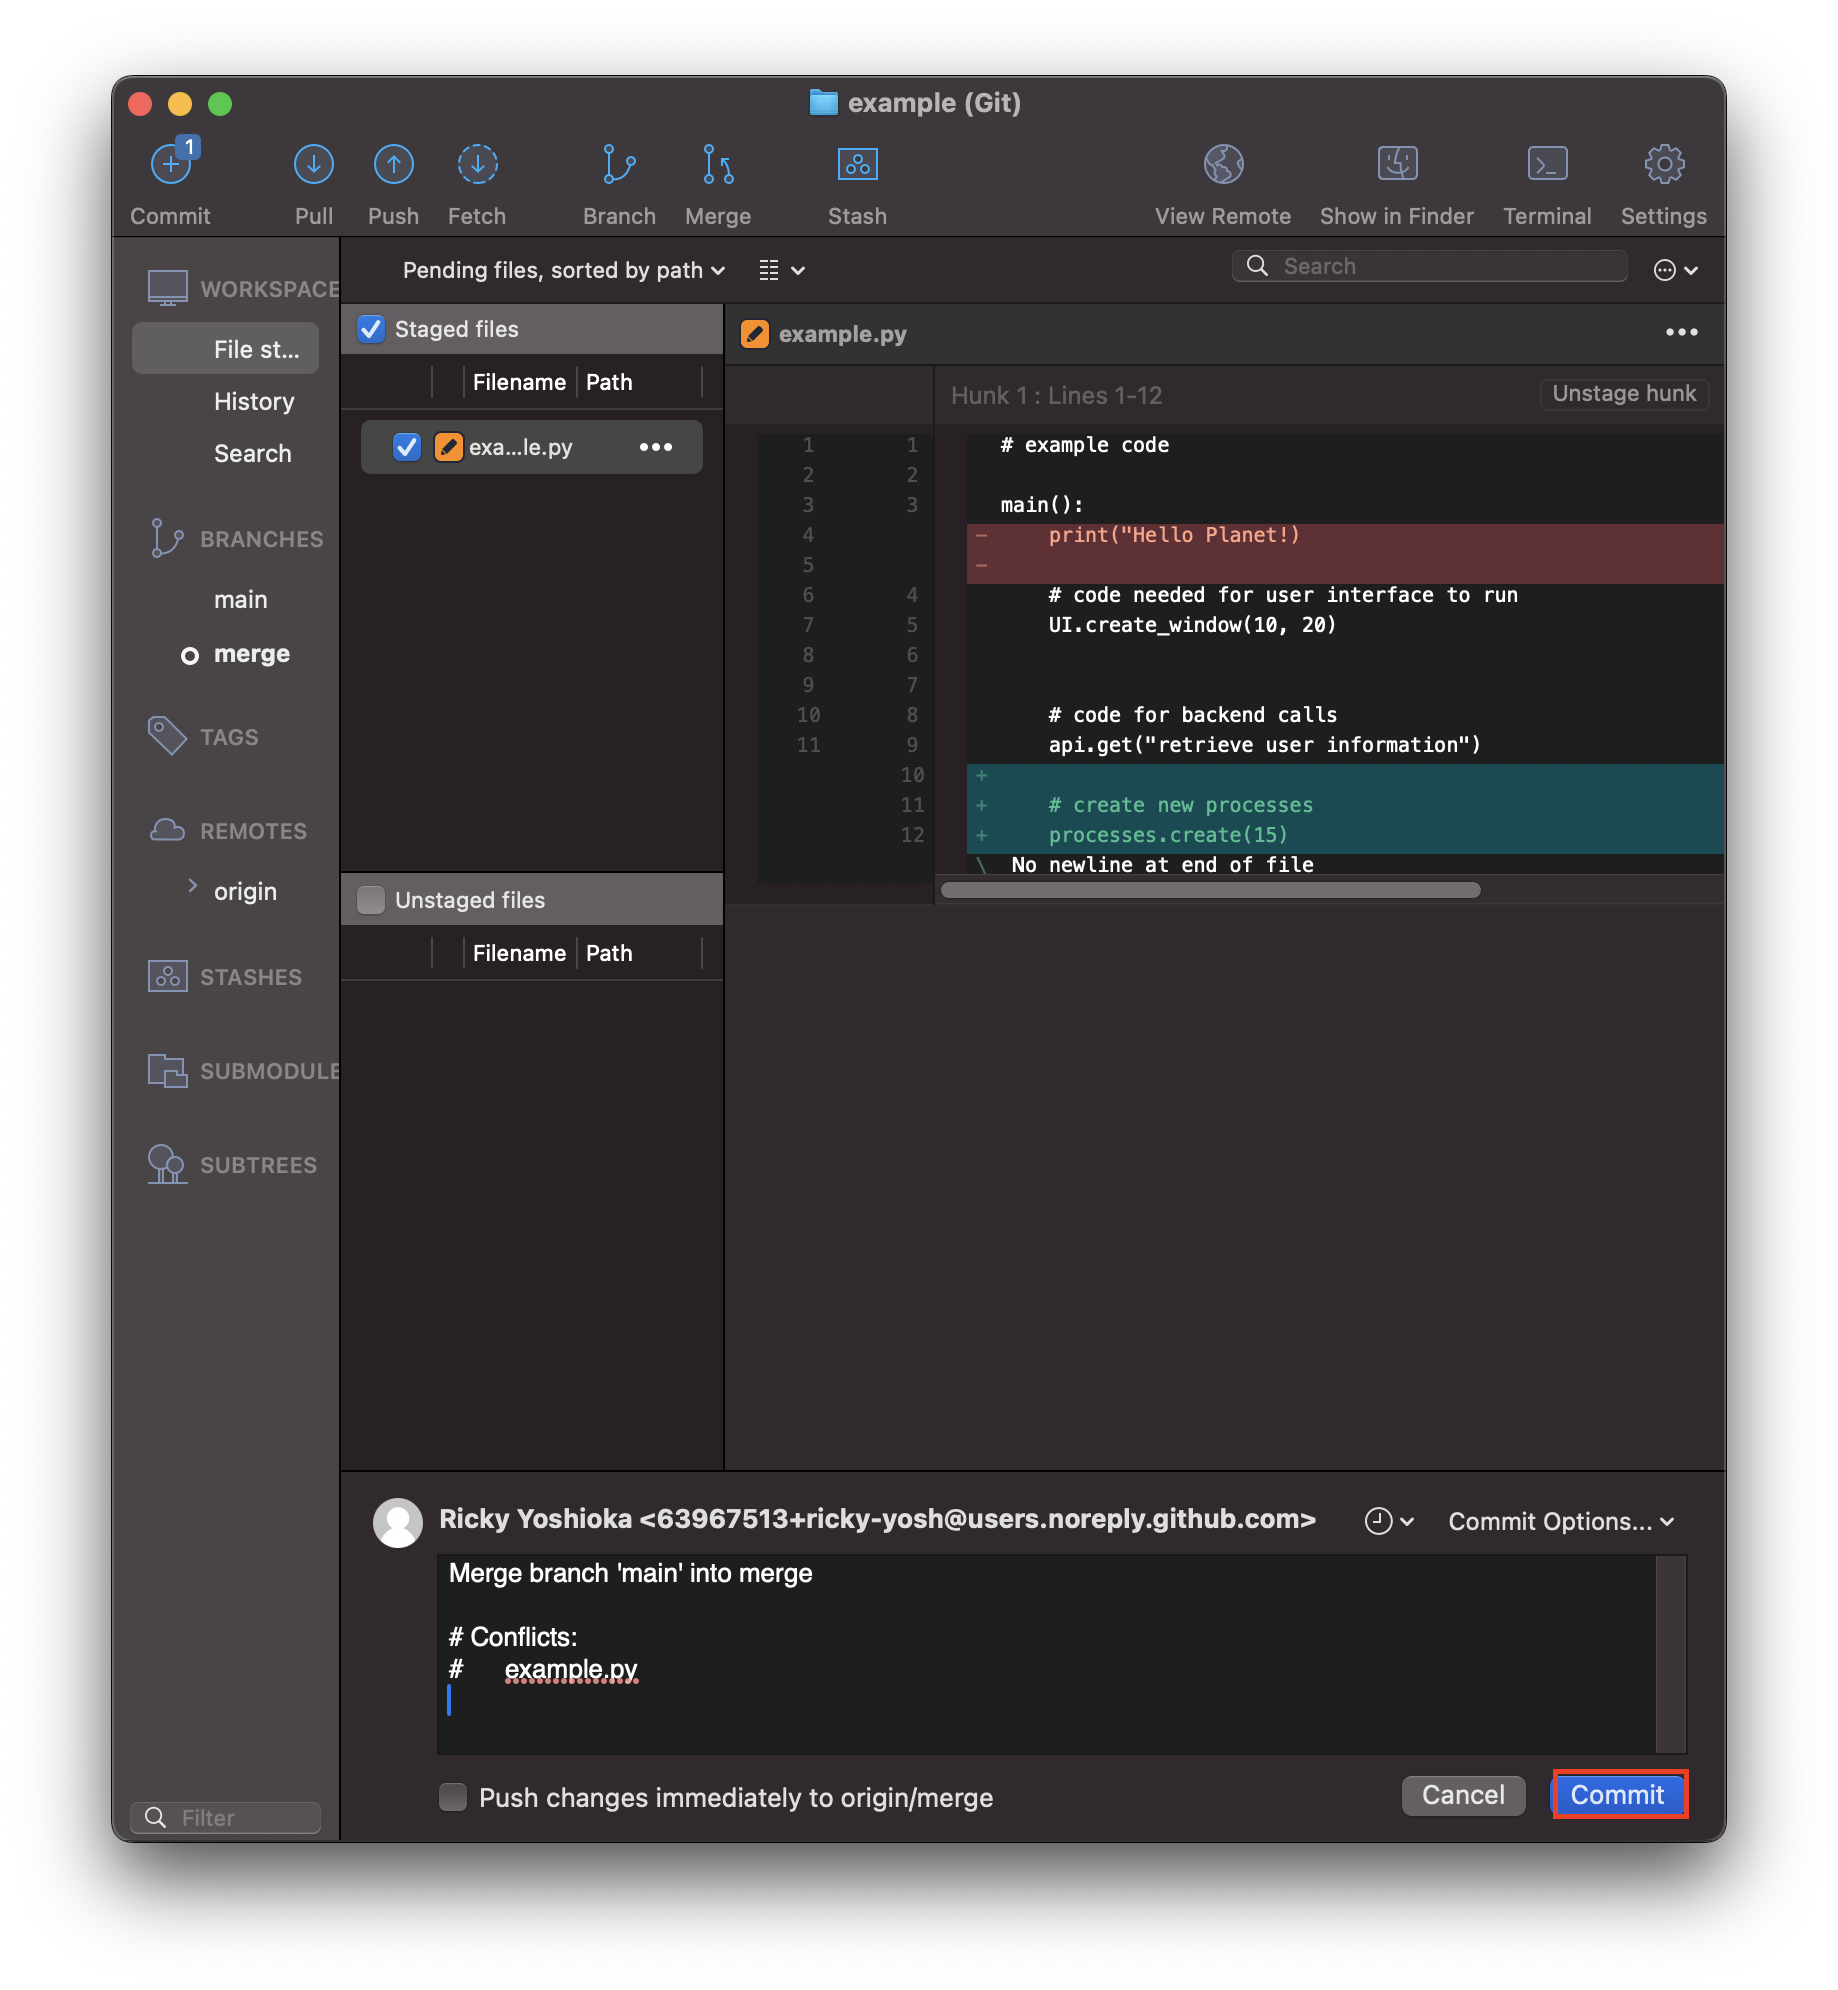 example (Git)
1
Commit Pull Push Fetch Branch Merge Stash View Remote Show in Finder Terminal Settings
WORKSPACE
File st...
History
Search
BRANCHES
main
merge
TAGS
REMOTES
origin
STASHES
SUBMODULE
SUBTREES
Filter
Pending files, sorted by path
Search
Staged files
Filename Path
exa...le.py •••
Unstaged files
Filename Path
example.py •••
Hunk 1 : Lines 1-12 Unstage hunk
1 1 # example code
2 2
3 3 main():
4 - print("Hello Planet!)
5 -
6 4 # code needed for user interface to run
7 5 UI.create_window(10, 20)
8 6
9 7
10 8 # code for backend calls
11 9 api.get("retrieve user information")
10 +
11 + # create new processes
12 + processes.create(15)
\ No newline at end of file
Ricky Yoshioka <63967513+ricky-yosh@users.noreply.github.com> Commit Options...
Merge branch 'main' into merge
# Conflicts:
# example.py
Push changes immediately to origin/merge Cancel Commit